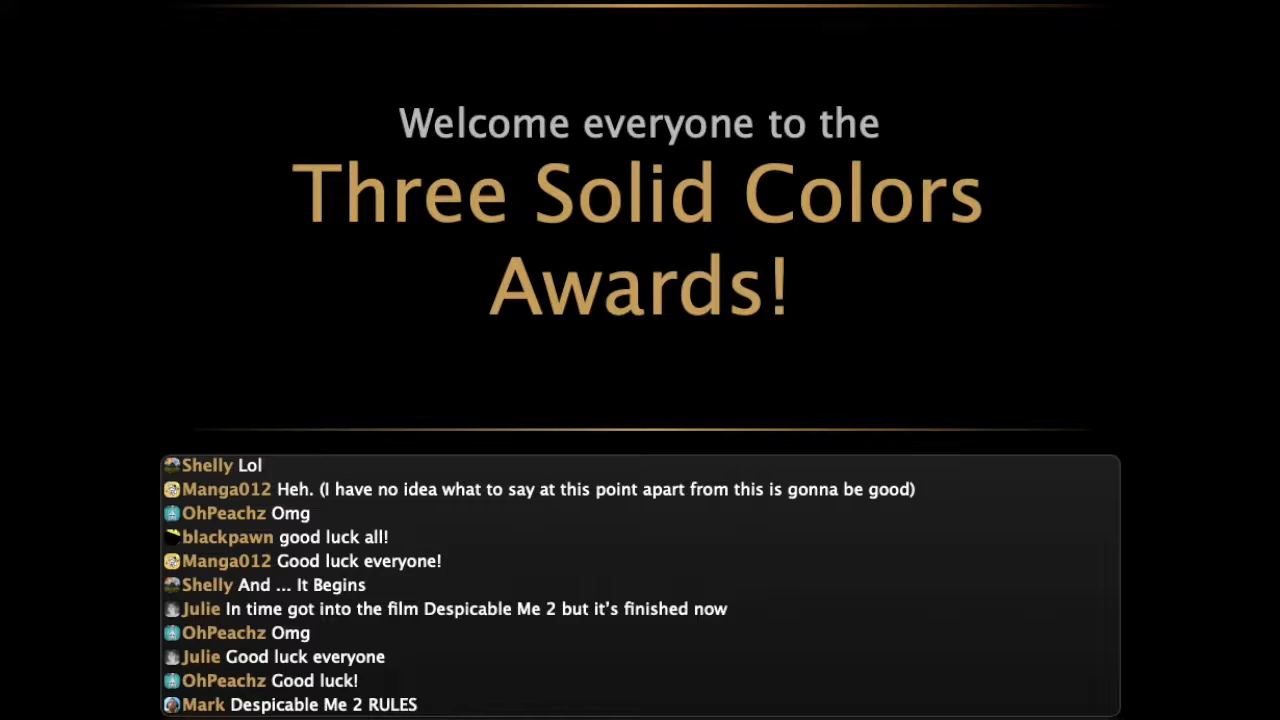 Welcome everyone to the
Three Solid Colors
Awards!
Shelly Lol
Manga012 Heh. (I have no idea what to say at this point apart from this is gonna be good)
OhPeachz Omg
blackpawn good luck all!
Manga012 Good luck everyone!
Shelly And ... It Begins
Julie In time got into the film Despicable Me 2 but it's finished now
OhPeachz Omg
Julie Good luck everyone
OhPeachz Good luck!
Mark Despicable Me 2 RULES